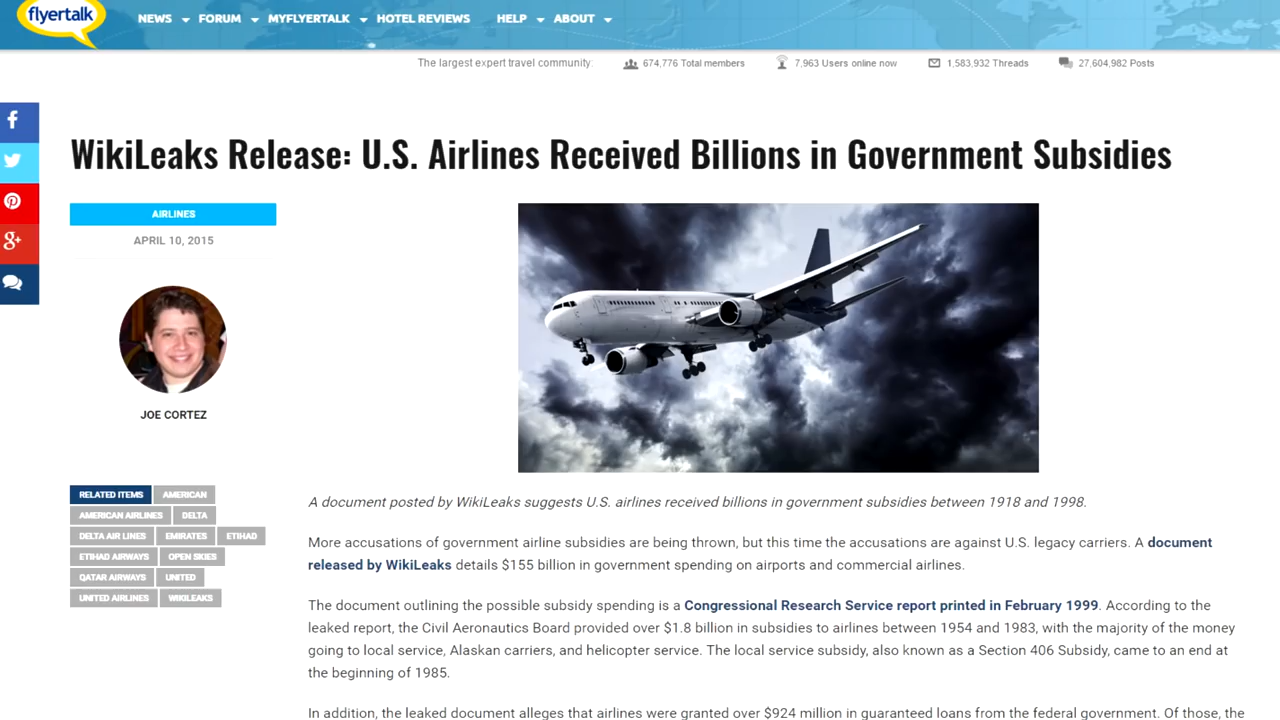 flyertalk
NEWS FORUM MYFLYERTALK HOTEL REVIEWS HELP ABOUT
The largest expert travel community: 674,776 Total members 7,963 Users online now 1,583,932 Threads 27,604,982 Posts
WikiLeaks Release: U.S. Airlines Received Billions in Government Subsidies
AIRLINES
APRIL 10, 2015
JOE CORTEZ
RELATED ITEMS AMERICAN
AMERICAN AIRLINES DELTA
DELTA AIR LINES EMIRATES ETIHAD
ETIHAD AIRWAYS OPEN SKIES
QATAR AIRWAYS UNITED
UNITED AIRLINES WIKILEAKS
A document posted by WikiLeaks suggests U.S. airlines received billions in government subsidies between 1918 and 1998.
More accusations of government airline subsidies are being thrown, but this time the accusations are against U.S. legacy carriers. A document
released by WikiLeaks details $155 billion in government spending on airports and commercial airlines.
The document outlining the possible subsidy spending is a Congressional Research Service report printed in February 1999. According to the
leaked report, the Civil Aeronautics Board provided over $1.8 billion in subsidies to airlines between 1954 and 1983, with the majority of the money
going to local service, Alaskan carriers, and helicopter service. The local service subsidy, also known as a Section 406 Subsidy, came to an end at
the beginning of 1985.
In addition, the leaked document alleges that airlines were granted over $924 million in guaranteed loans from the federal government. Of those, the